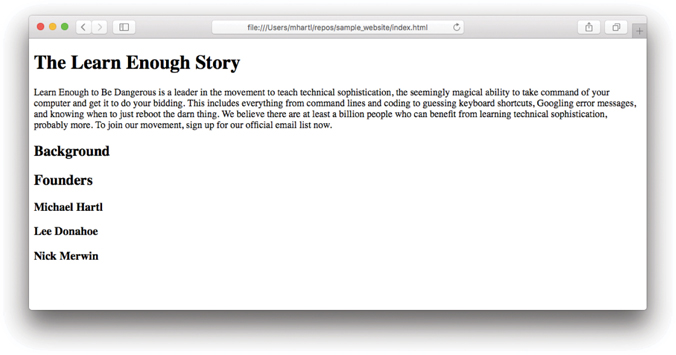 file:///Users/mhartl/repos/sample_website/index.html
The Learn Enough Story
Learn Enough to Be Dangerous is a leader in the movement to teach technical sophistication, the seemingly magical ability to take command of your
computer and get it to do your bidding. This includes everything from command lines and coding to guessing keyboard shortcuts, Googling error messages,
and knowing when to just reboot the darn thing. We believe there are at least a billion people who can benefit from learning technical sophistication,
probably more. To join our movement, sign up for our official email list now.
Background
Founders
Michael Hartl
Lee Donahoe
Nick Merwin